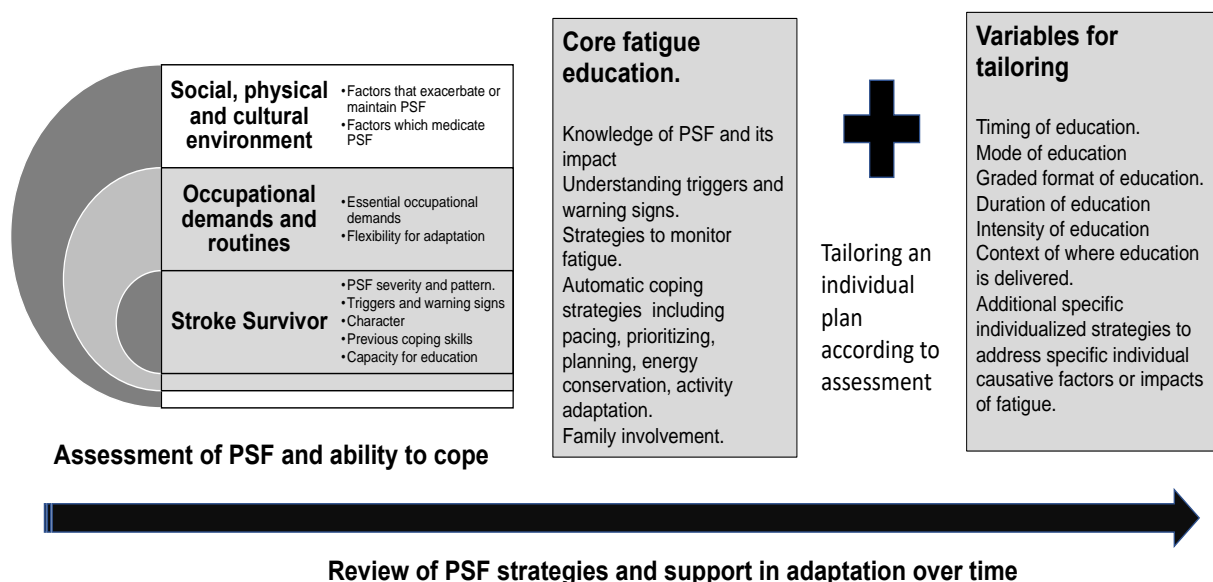 Social, physical
and cultural
environment
•Factors that exacerbate or
maintain PSF
•Factors which medicate
PSF
Occupational
demands and
routines
•Essential occupational
demands
•Flexibility for adaptation
Stroke Survivor
•PSF severity and pattern.
•Triggers and warning signs
•Character
•Previous coping skills
•Capacity for education
Assessment of PSF and ability to cope
Core fatigue
education.
Knowledge of PSF and its
impact
Understanding triggers and
warning signs.
Strategies to monitor
fatigue.
Automatic coping
strategies including
pacing, prioritizing,
planning, energy
conservation, activity
adaptation.
Family involvement.
Tailoring an
individual
plan
according to
assessment
Variables for
tailoring
Timing of education.
Mode of education
Graded format of education.
Duration of education
Intensity of education
Context of where education
is delivered.
Additional specific
individualized strategies to
address specific individual
causative factors or impacts
of fatigue.
Review of PSF strategies and support in adaptation over time